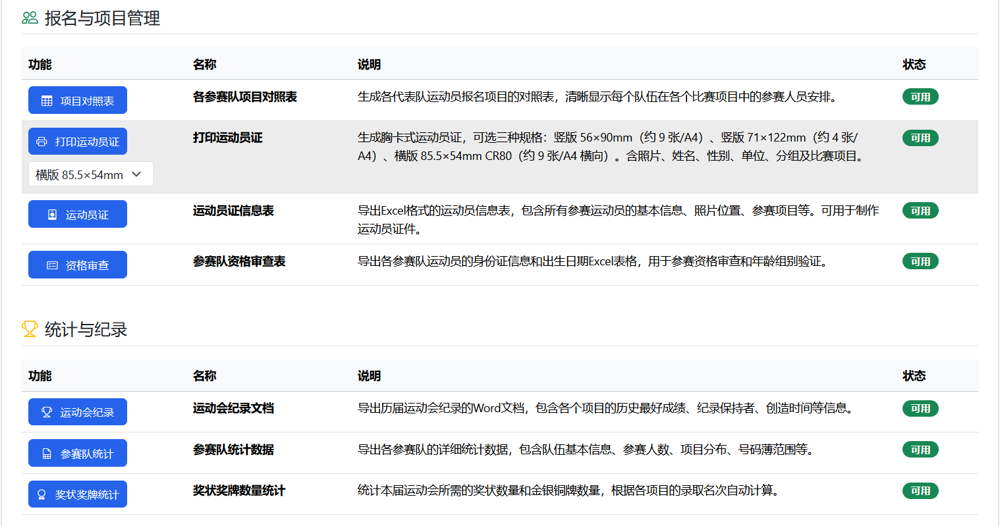 报名与项目管理
功能 名称 说明 状态
项目对照表 各参赛队项目对照表 生成各代表队运动员报名项目的对照表，清晰显示每个队伍在各个比赛项目中的参赛人员安排。 可用
打印运动员证 打印运动员证 生成胸卡式运动员证，可选三种规格：竖版 56×90mm（约 9 张/A4）、竖版 71×122mm（约 4 张/ 可用
A4）、横版 85.5×54mm CR80（约 9 张/A4 横向）。含照片、姓名、性别、单位、分组及比赛项目。
横版 85.5×54mm
运动员证 运动员证信息表 导出Excel格式的运动员信息表，包含所有参赛运动员的基本信息、照片位置、参赛项目等。可用于制作 可用
运动员证件。
资格审查 参赛队资格审查表 导出各参赛队运动员的身份证信息和出生日期Excel表格，用于参赛资格审查和年龄组别验证。 可用
统计与纪录
功能 名称 说明 状态
运动会纪录 运动会纪录文档 导出历届运动会纪录的Word文档，包含各个项目的历史最好成绩、纪录保持者、创造时间等信息。 可用
参赛队统计 参赛队统计数据 导出各参赛队的详细统计数据，包含队伍基本信息、参赛人数、项目分布、号码薄范围等。 可用
奖状奖牌统计 奖状奖牌数量统计 统计本届运动会所需的奖状数量和金银铜牌数量，根据各项目的录取名次自动计算。 可用